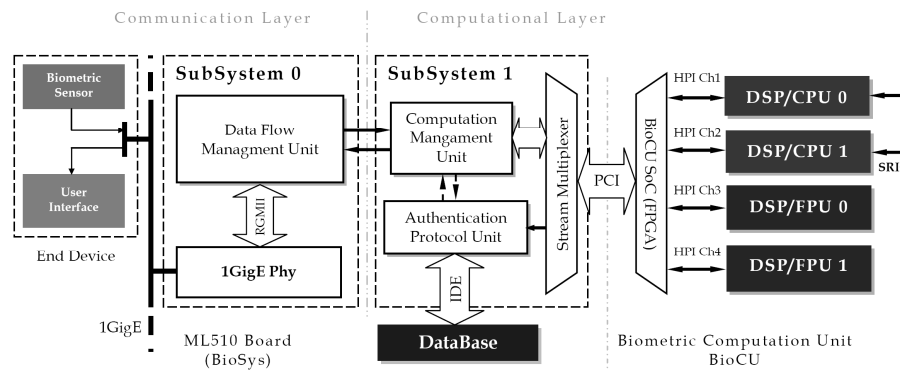 Communication Layer
Computational Layer
SubSystem 0
SubSystem 1
Biometric
Sensor
User
Interface
End Device
1GigE
Data Flow
Managment Unit
RGMII
1GigE Phy
ML510 Board
(BioSys)
Computation
Mangament
Unit
Authentication
Protocol Unit
Stream Multiplexer
IDE
DataBase
PCI
BioCU SoC (FPGA)
HPI Ch1
HPI Ch2
HPI Ch3
HPI Ch4
DSP/CPU 0
DSP/CPU 1
DSP/FPU 0
DSP/FPU 1
SRI
Biometric Computation Unit
BioCU